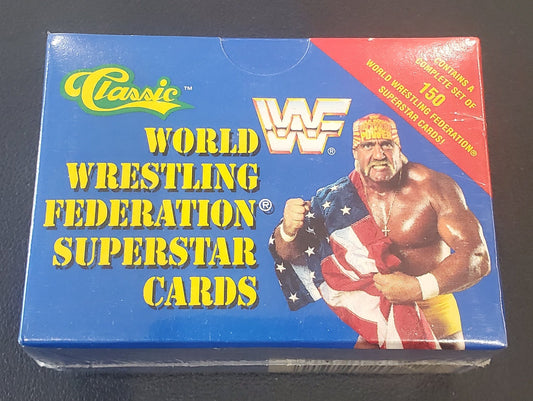 Classic™
WORLD
WRESTLING
FEDERATION®
SUPERSTAR
CARDS
WF®
CONTAINS A
COMPLETE SET OF
150
WORLD WRESTLING FEDERATION®
SUPERSTAR CARDS!